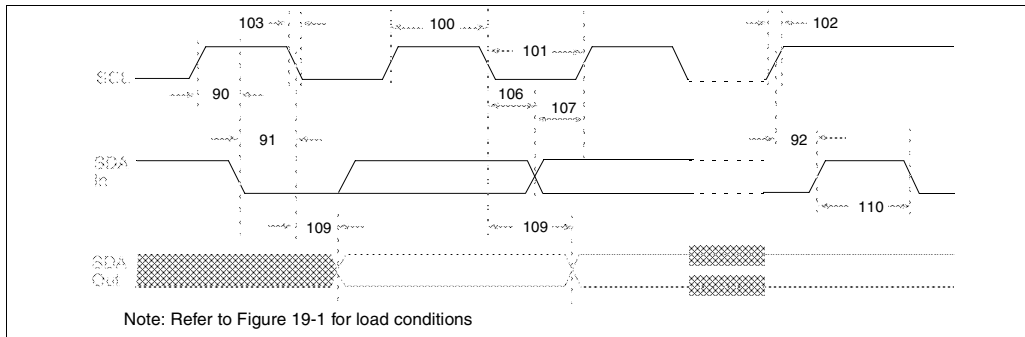 103
100
101
102
SCL
90
106
107
91
92
SDA
In
110
109
109
SDA
Out
Note: Refer to Figure 19-1 for load conditions